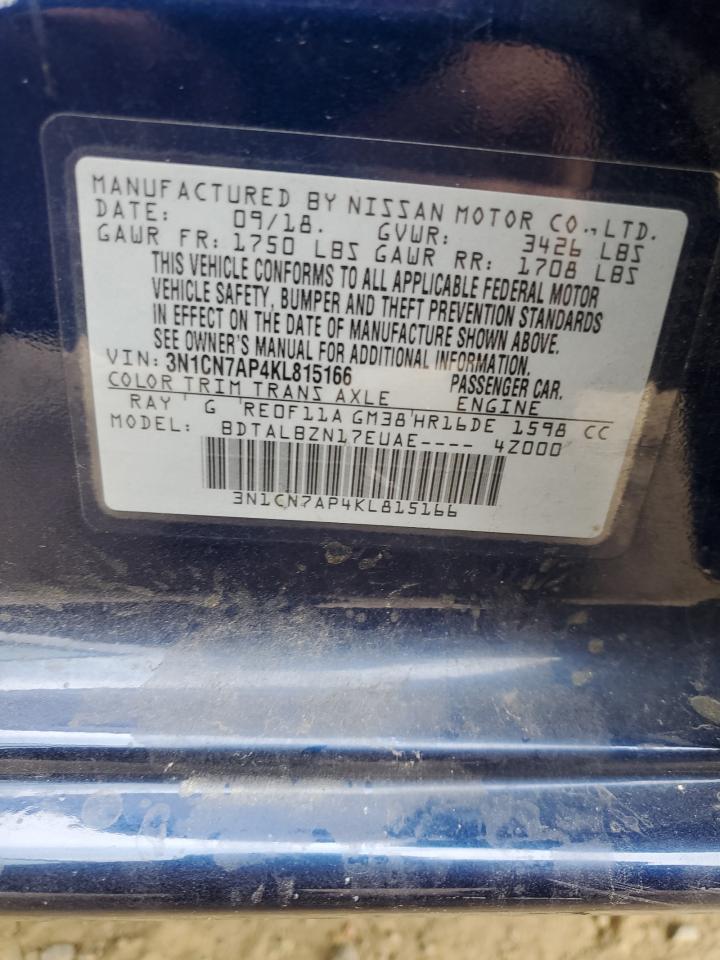 MANUFACTURED BY NISSAN MOTOR CO.,LTD.
DATE: 09/18. GVWR: 3426 LBS
GAWR FR: 1750 LBS GAWR RR: 1708 LBS
THIS VEHICLE CONFORMS TO ALL APPLICABLE FEDERAL MOTOR
VEHICLE SAFETY, BUMPER AND THEFT PREVENTION STANDARDS
IN EFFECT ON THE DATE OF MANUFACTURE SHOWN ABOVE.
SEE OWNER'S MANUAL FOR ADDITIONAL INFORMATION.
VIN: 3N1CN7AP4KL815166 PASSENGER CAR.
COLOR TRIM TRANS AXLE ENGINE
RAY ' G 'RE0F11A GM38'HR16DE 1598 CC
MODEL: BDTALBZN17EUAE---- 4Z000
3N1CN7AP4KL815166